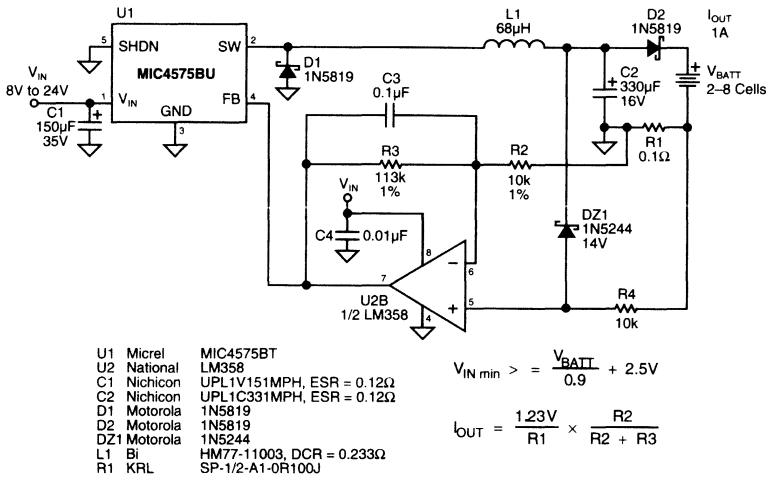 U1
5
SHDN
SW
2
MIC4575BU
VIN
8V to 24V
1
VIN
FB
4
GND
3
C1
150µF
35V
D1
1N5819
L1
68µH
D2
1N5819
IOUT
1A
C2
330µF
16V
VBATT
2–8 Cells
R1
0.1Ω
C3
0.1µF
R3
113k
1%
R2
10k
1%
VIN
C4
0.01µF
DZ1
1N5244
14V
8
7
6
5
4
U2B
1/2 LM358
R4
10k
U1 Micrel MIC4575BT
U2 National LM358
C1 Nichicon UPL1V151MPH, ESR = 0.12Ω
C2 Nichicon UPL1C331MPH, ESR = 0.12Ω
D1 Motorola 1N5819
D2 Motorola 1N5819
DZ1 Motorola 1N5244
L1 Bi HM77-11003, DCR = 0.233Ω
R1 KRL SP-1/2-A1-0R100J
VIN min > = VBATT / 0.9 + 2.5V
IOUT = 1.23V / R1 × R2 / R2 + R3